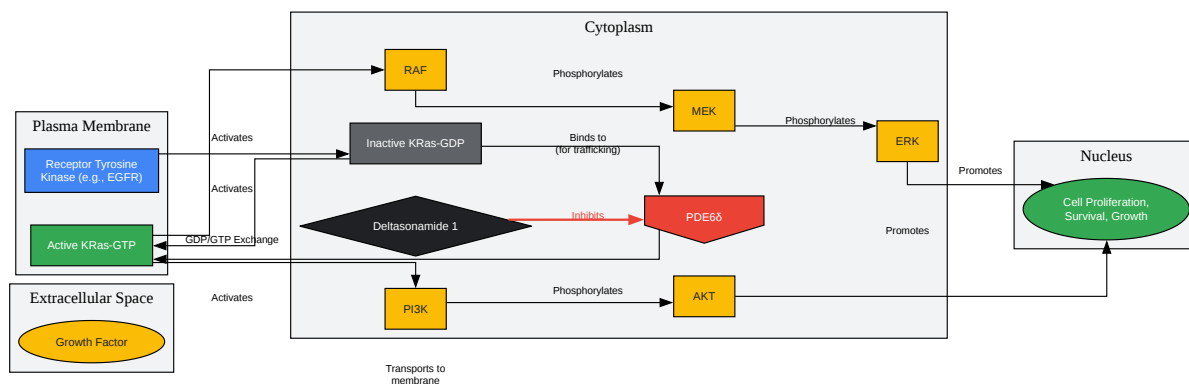 Cytoplasm
RAF
Phosphorylates
MEK
Phosphorylates
ERK
Plasma Membrane
Activates
Receptor Tyrosine
Kinase (e.g., EGFR)
Inactive KRas-GDP
Binds to
(for trafficking)
Activates
Promotes
Nucleus
Cell Proliferation,
Survival, Growth
Active KRas-GTP
GDP/GTP Exchange
Deltasonamide 1
Inhibits
PDE6δ
Promotes
Extracellular Space
Growth Factor
Activates
PI3K
Phosphorylates
AKT
Transports to
membrane